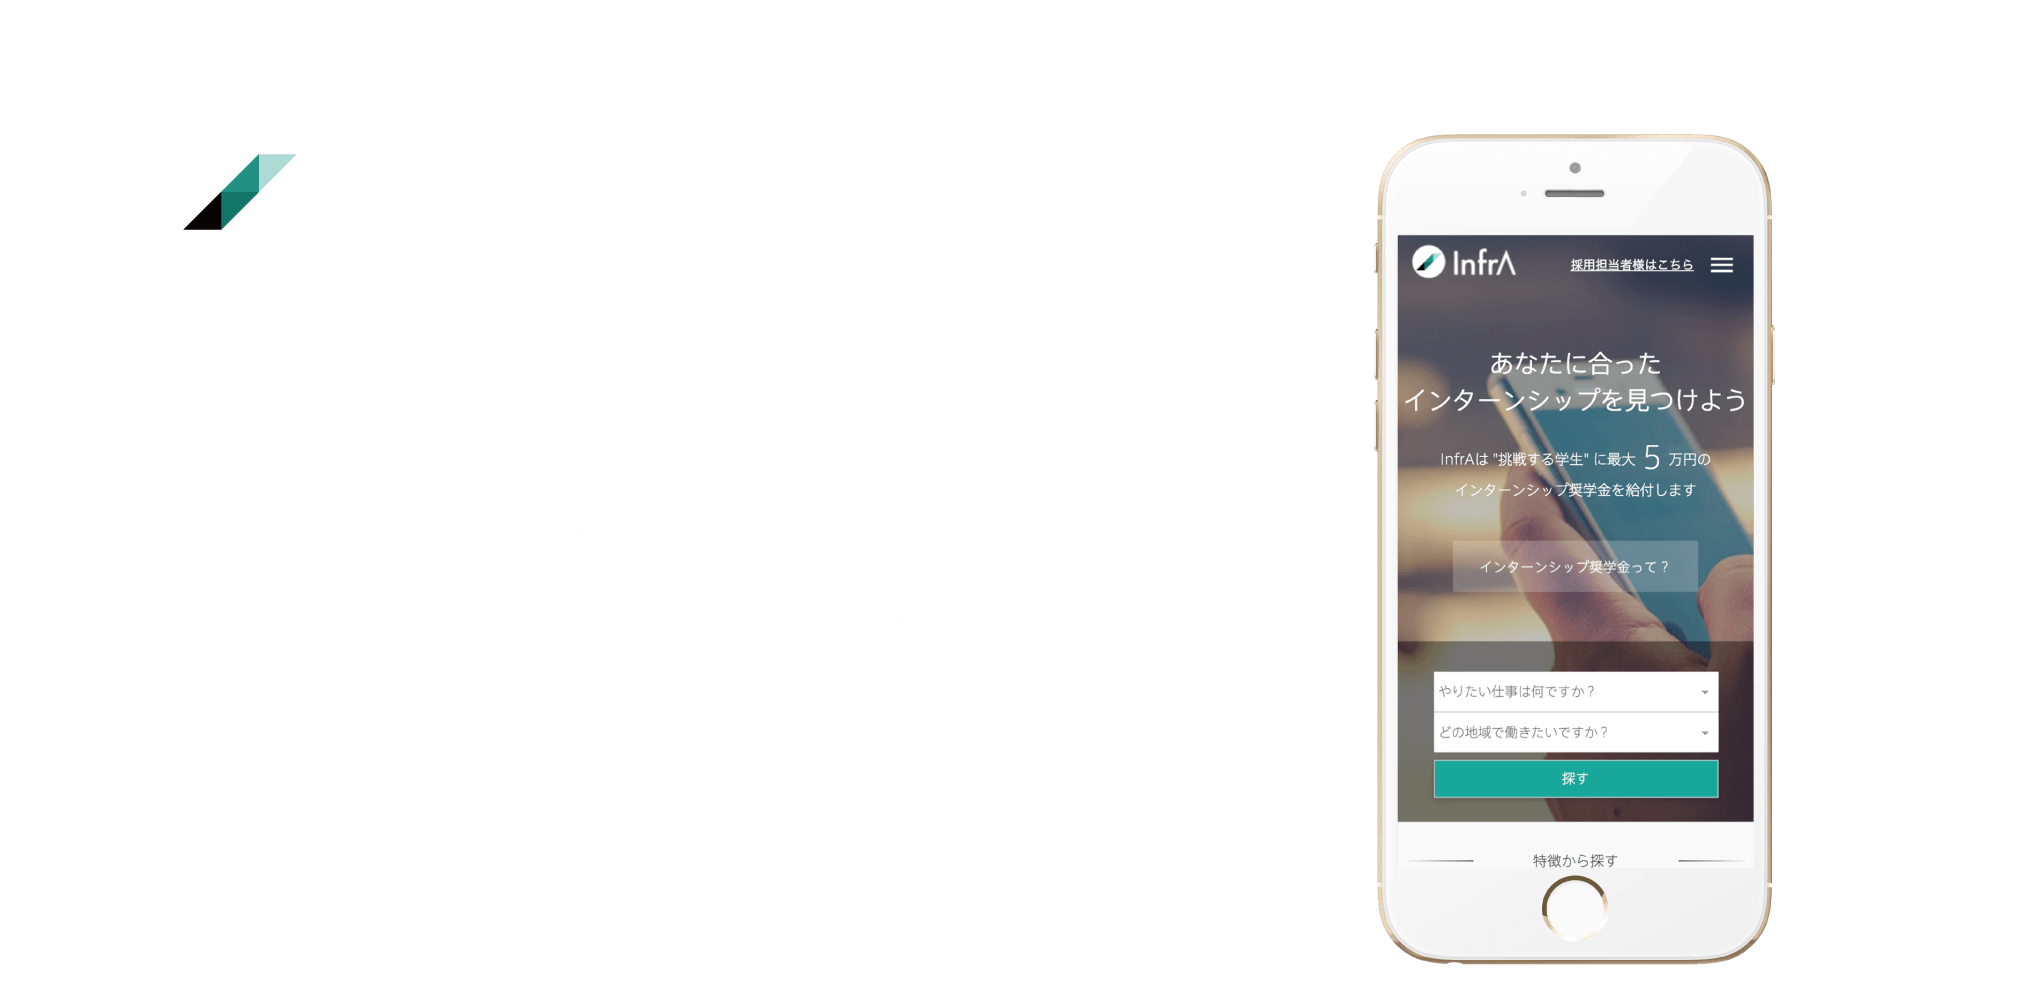 InfrA
採用担当者様はこちら
あなたに合った
インターンシップを見つけよう
InfrAは "挑戦する学生" に最大 5 万円の
インターンシップ奨学金を給付します
インターンシップ奨学金って？
やりたい仕事は何ですか？
どの地域で働きたいですか？
探す
特徴から探す